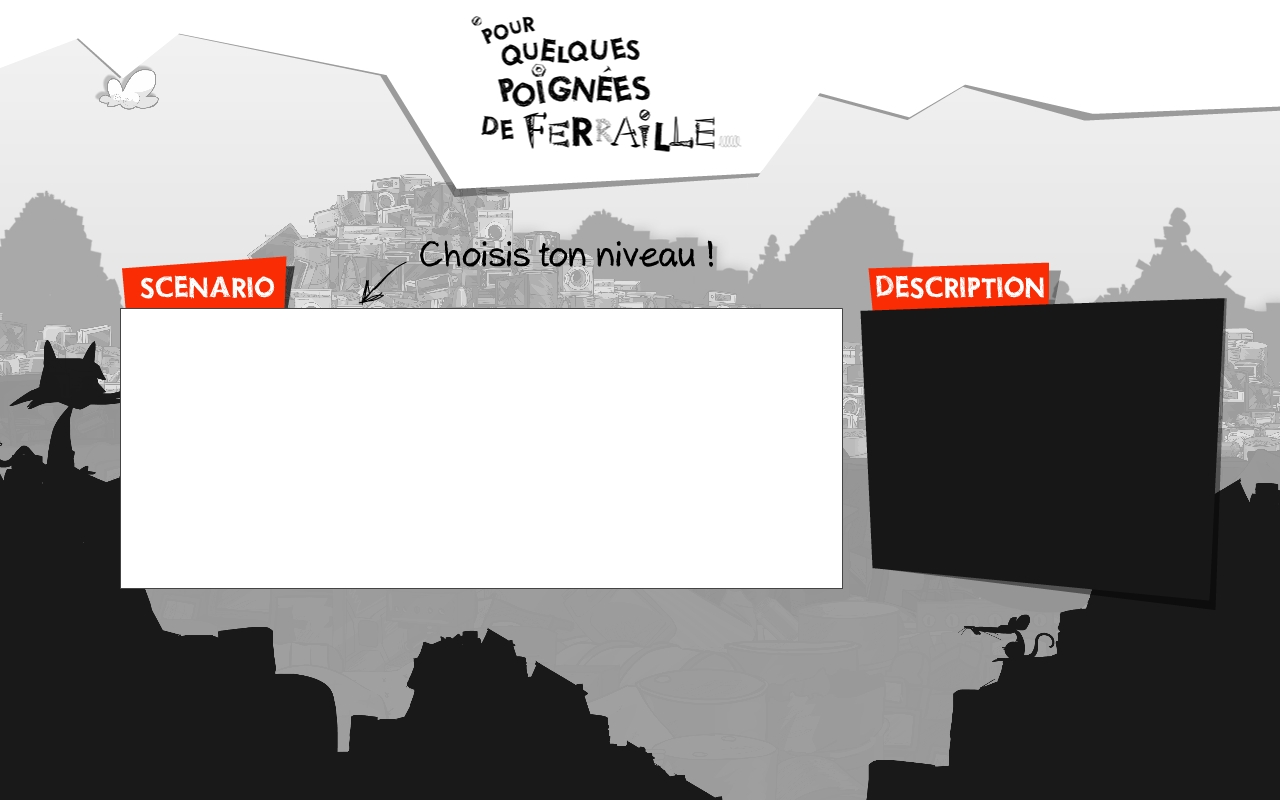 POUR
QUELQUES
POIGNÉES
DE FERRAILLE...
Choisis ton niveau !
SCENARIO
DESCRIPTION